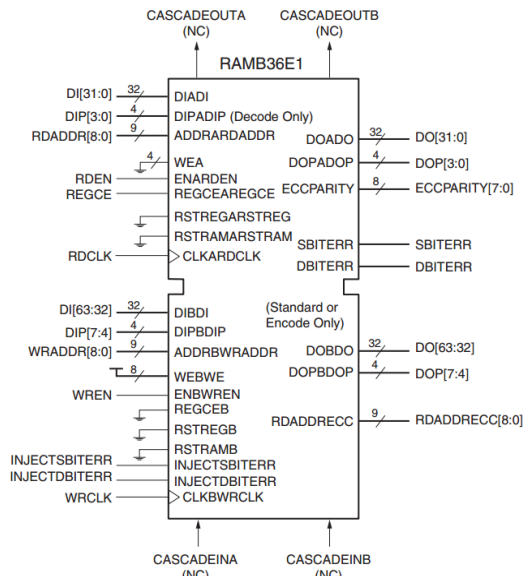 CASCADEOUTA CASCADEOUTB
(NC) (NC)
RAMB36E1
DI[31:0] 32 DIADI
DIP[3:0] 4 DIPADIP (Decode Only)
RDADDR[8:0] 9 ADDRARDADDR
DOADO 32 DO[31:0]
4 WEA
DOPADOP 4 DOP[3:0]
RDEN ENARDEN
ECCPARITY 8 ECCPARITY[7:0]
REGCE REGCEAREGCE
RSTREGARSTREG
RSTRAMARSTRAM
SBITERR SBITERR
RDCLK CLKARDCLK
DBITERR DBITERR
DI[63:32] 32 DIBDI
(Standard or
Encode Only)
DIP[7:4] 4 DIPBDIP
WRADDR[8:0] 9 ADDRBWRADDR
DOBDO 32 DO[63:32]
8 WEBWE
DOPBDOP 4 DOP[7:4]
WREN ENBWREN
REGCEB
RDADDRECC 9 RDADDRECC[8:0]
RSTREGB
RSTRAMB
INJECTSBITERR INJECTSBITERR
INJECTDBITERR INJECTDBITERR
WRCLK CLKBWRCLK
CASCADEINA CASCADEINB
(NC) (NC)